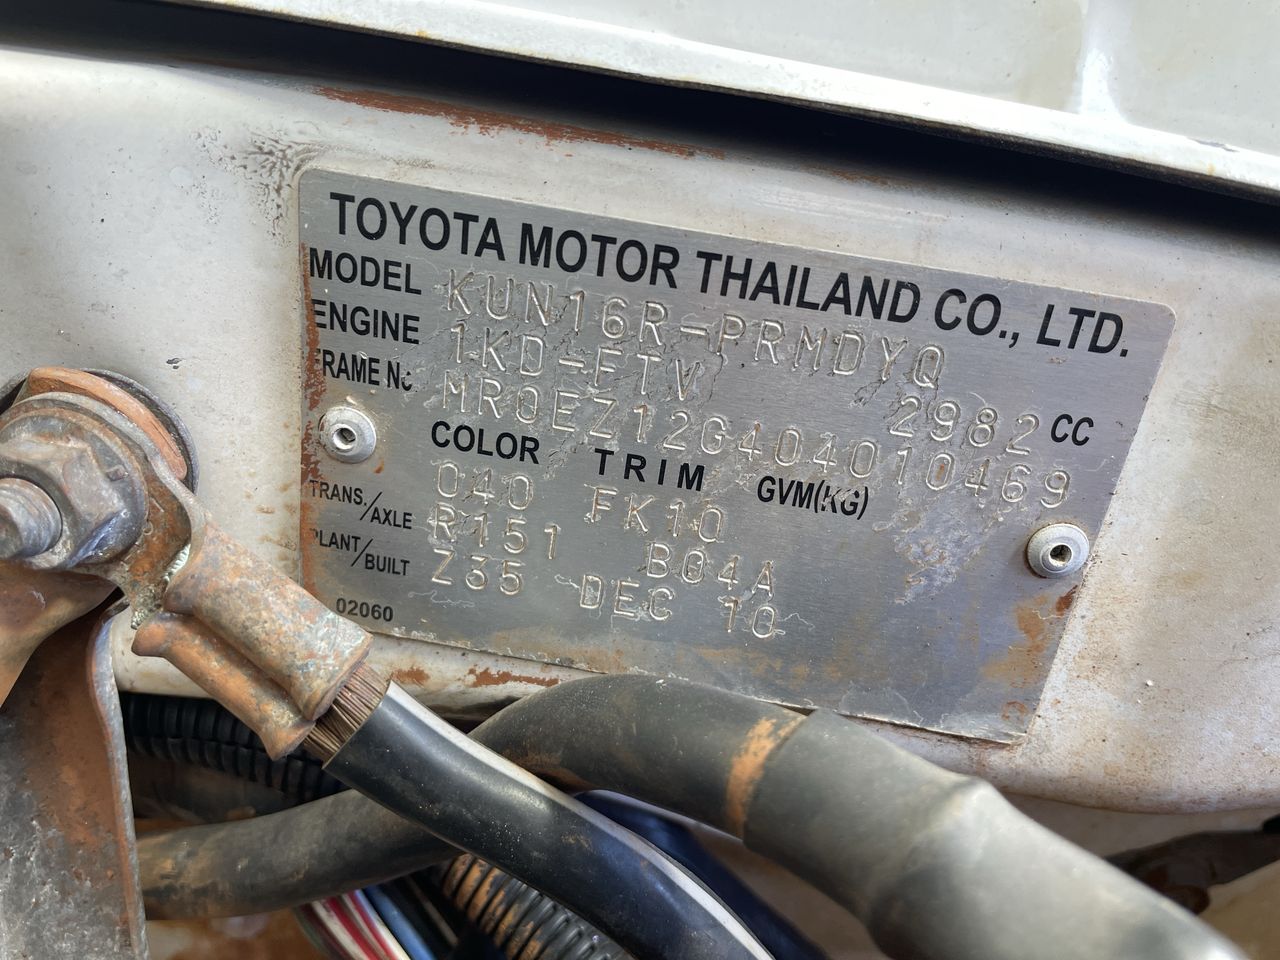 TOYOTA MOTOR THAILAND CO., LTD.
MODEL KUN16R-PRMDYQ
ENGINE 1KD-FTV 2982 CC
FRAME No MR0EZ12G404010469
COLOR TRIM GVM(KG)
040 FK10
TRANS./AXLE R151 B04A
PLANT/BUILT Z35 DEC 10
02060